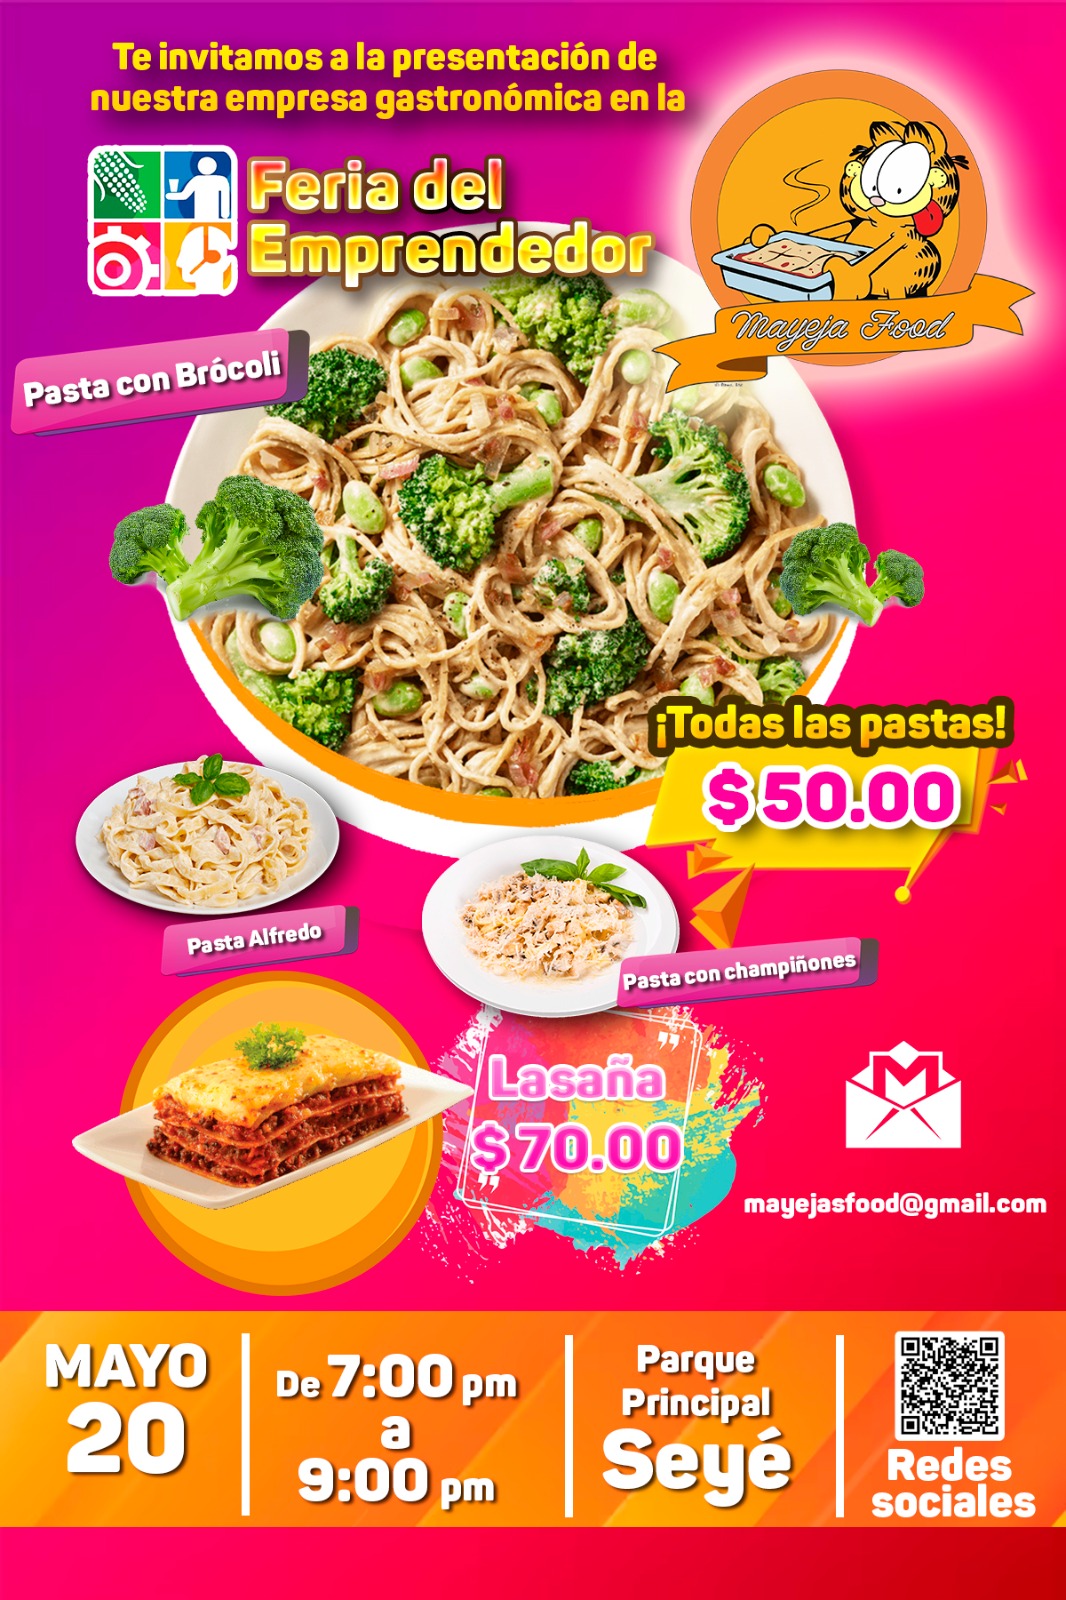 Te invitamos a la presentación de
nuestra empresa gastronómica en la
Feria del
Emprendedor
Mayeja Food
Pasta con Brócoli
¡Todas las pastas!
$ 50.00
Pasta Alfredo
Pasta con champiñones
Lasaña
$ 70.00
mayejasfood@gmail.com
MAYO
20
De 7:00 pm
a
9:00 pm
Parque
Principal
Seyé
Redes
sociales